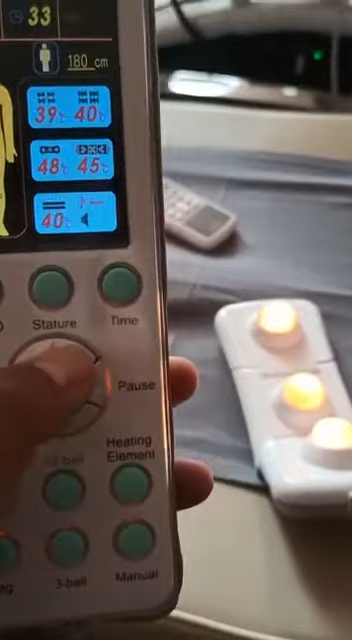 33
180 cm
39℃ 40℃
48℃ 45℃
40℃
Stature
Time
Pause
Heating
Element
3-ball
Manual